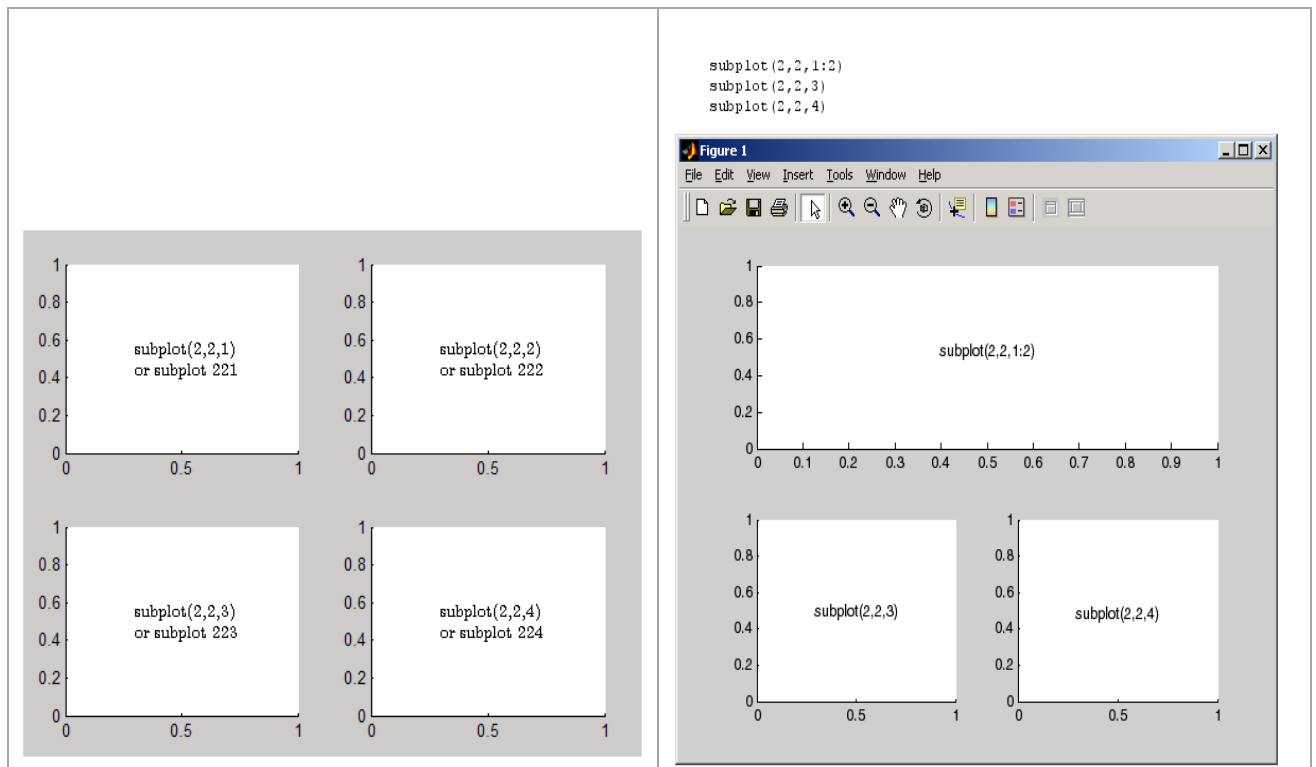 1
0.8
0.6
0.4
0.2
0
0 0.5 1
subplot(2,2,1)
or subplot 221
1
0.8
0.6
0.4
0.2
0
0 0.5 1
subplot(2,2,2)
or subplot 222
1
0.8
0.6
0.4
0.2
0
0 0.5 1
subplot(2,2,3)
or subplot 223
1
0.8
0.6
0.4
0.2
0
0 0.5 1
subplot(2,2,4)
or subplot 224
subplot(2,2,1:2)
subplot(2,2,3)
subplot(2,2,4)
Figure 1
File Edit View Insert Tools Window Help
1
0.8
0.6
0.4
0.2
0
0 0.1 0.2 0.3 0.4 0.5 0.6 0.7 0.8 0.9 1
subplot(2,2,1:2)
1
0.8
0.6
0.4
0.2
0
0 0.5 1
subplot(2,2,3)
1
0.8
0.6
0.4
0.2
0
0 0.5 1
subplot(2,2,4)